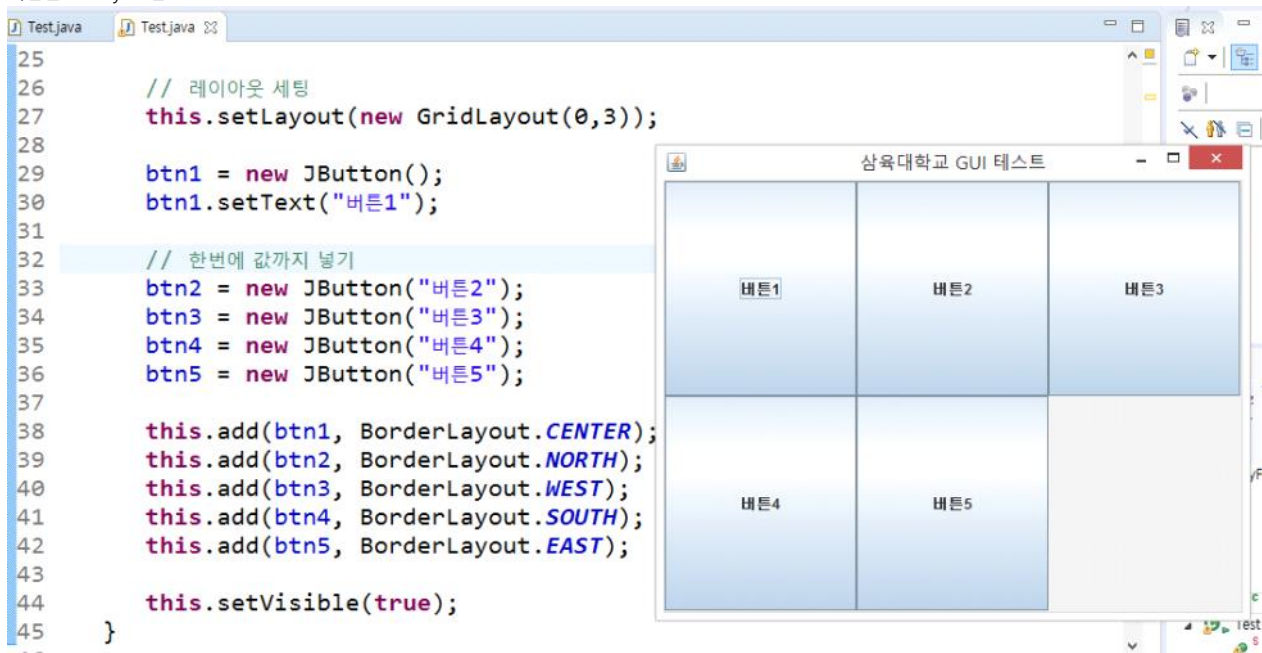 Test.java
Test.java
25
26 // 레이아웃 세팅
27 this.setLayout(new GridLayout(0,3));
28
29 btn1 = new JButton();
30 btn1.setText("버튼1");
31
32 // 한번에 값까지 넣기
33 btn2 = new JButton("버튼2");
34 btn3 = new JButton("버튼3");
35 btn4 = new JButton("버튼4");
36 btn5 = new JButton("버튼5");
37
38 this.add(btn1, BorderLayout.CENTER);
39 this.add(btn2, BorderLayout.NORTH);
40 this.add(btn3, BorderLayout.WEST);
41 this.add(btn4, BorderLayout.SOUTH);
42 this.add(btn5, BorderLayout.EAST);
43
44 this.setVisible(true);
45 }
삼육대학교 GUI 테스트
버튼1 버튼2 버튼3
버튼4 버튼5
Test